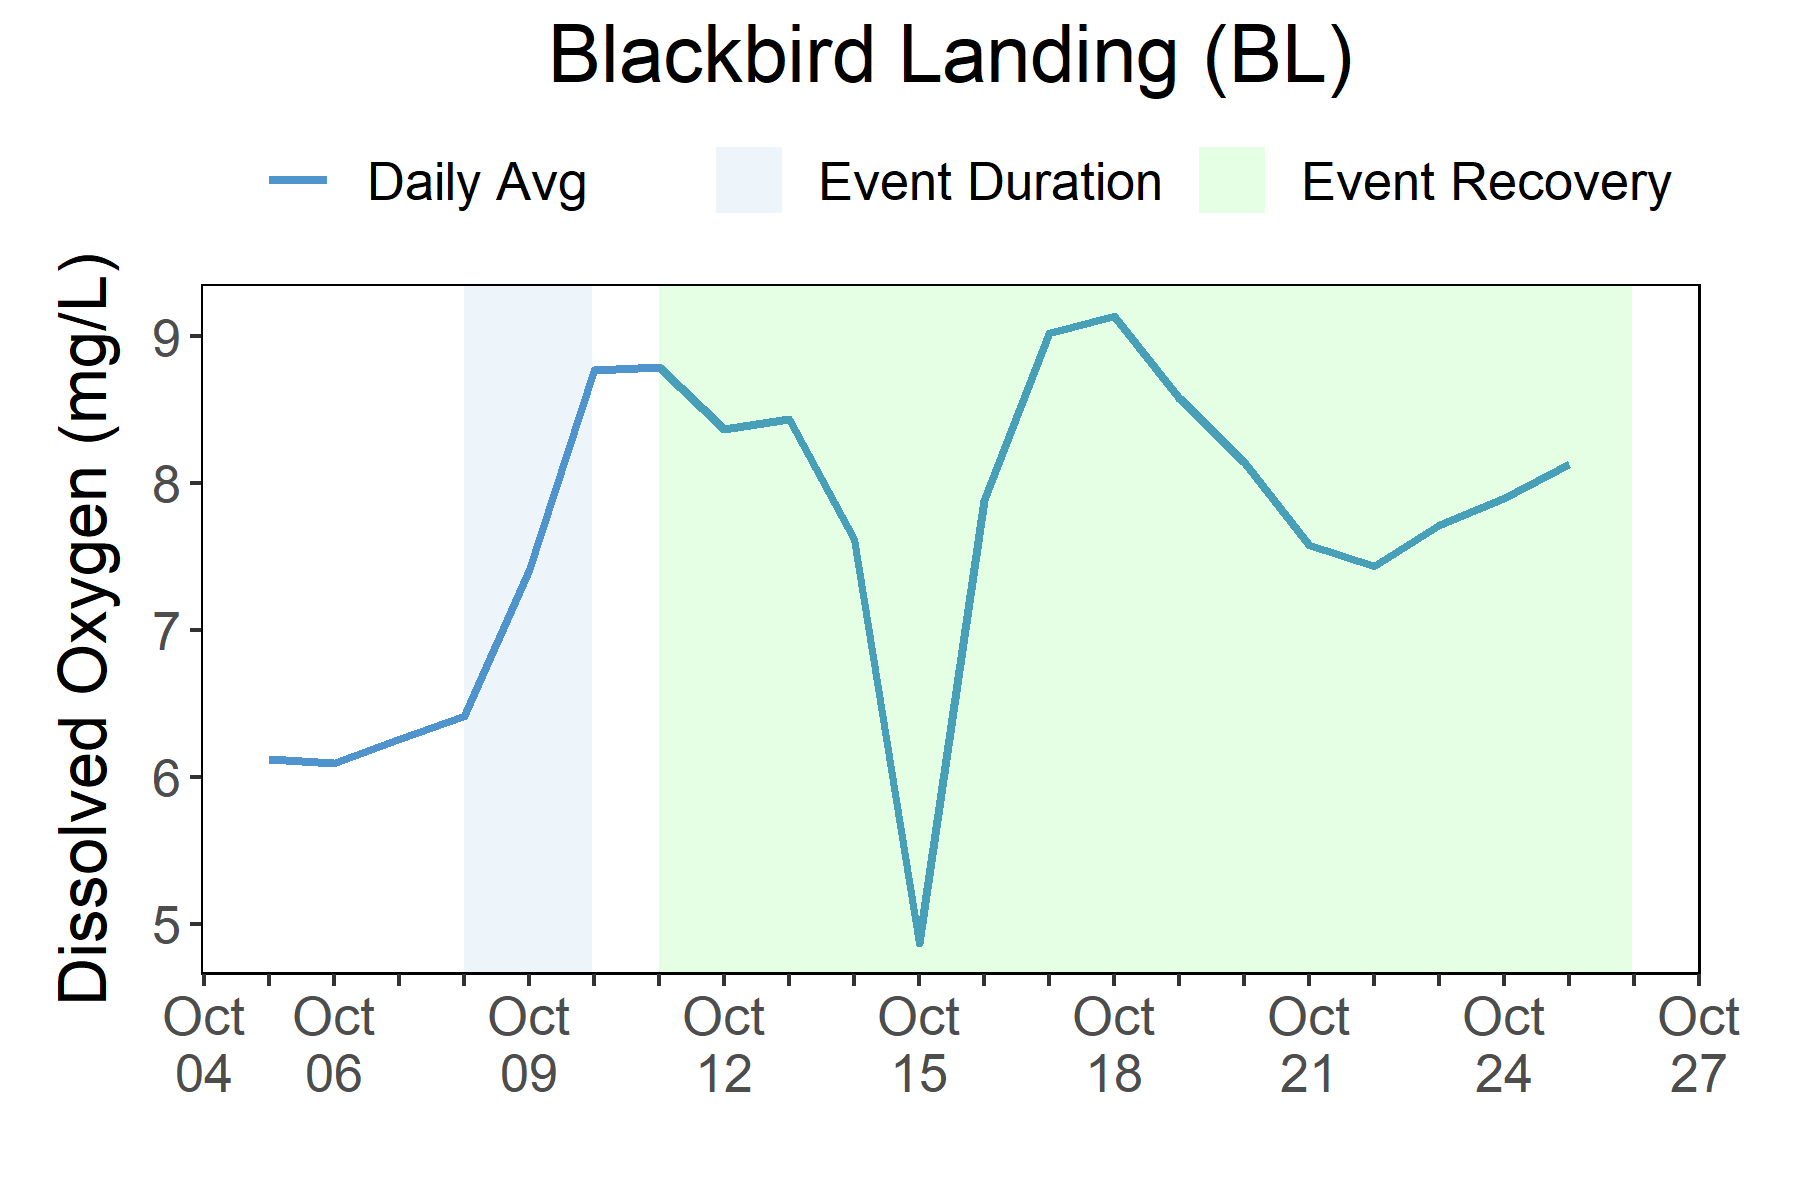 Blackbird Landing (BL)
Daily Avg Event Duration Event Recovery
Dissolved Oxygen (mg/L)
9
8
7
6
5
Oct Oct Oct Oct Oct Oct Oct Oct Oct
04 06 09 12 15 18 21 24 27